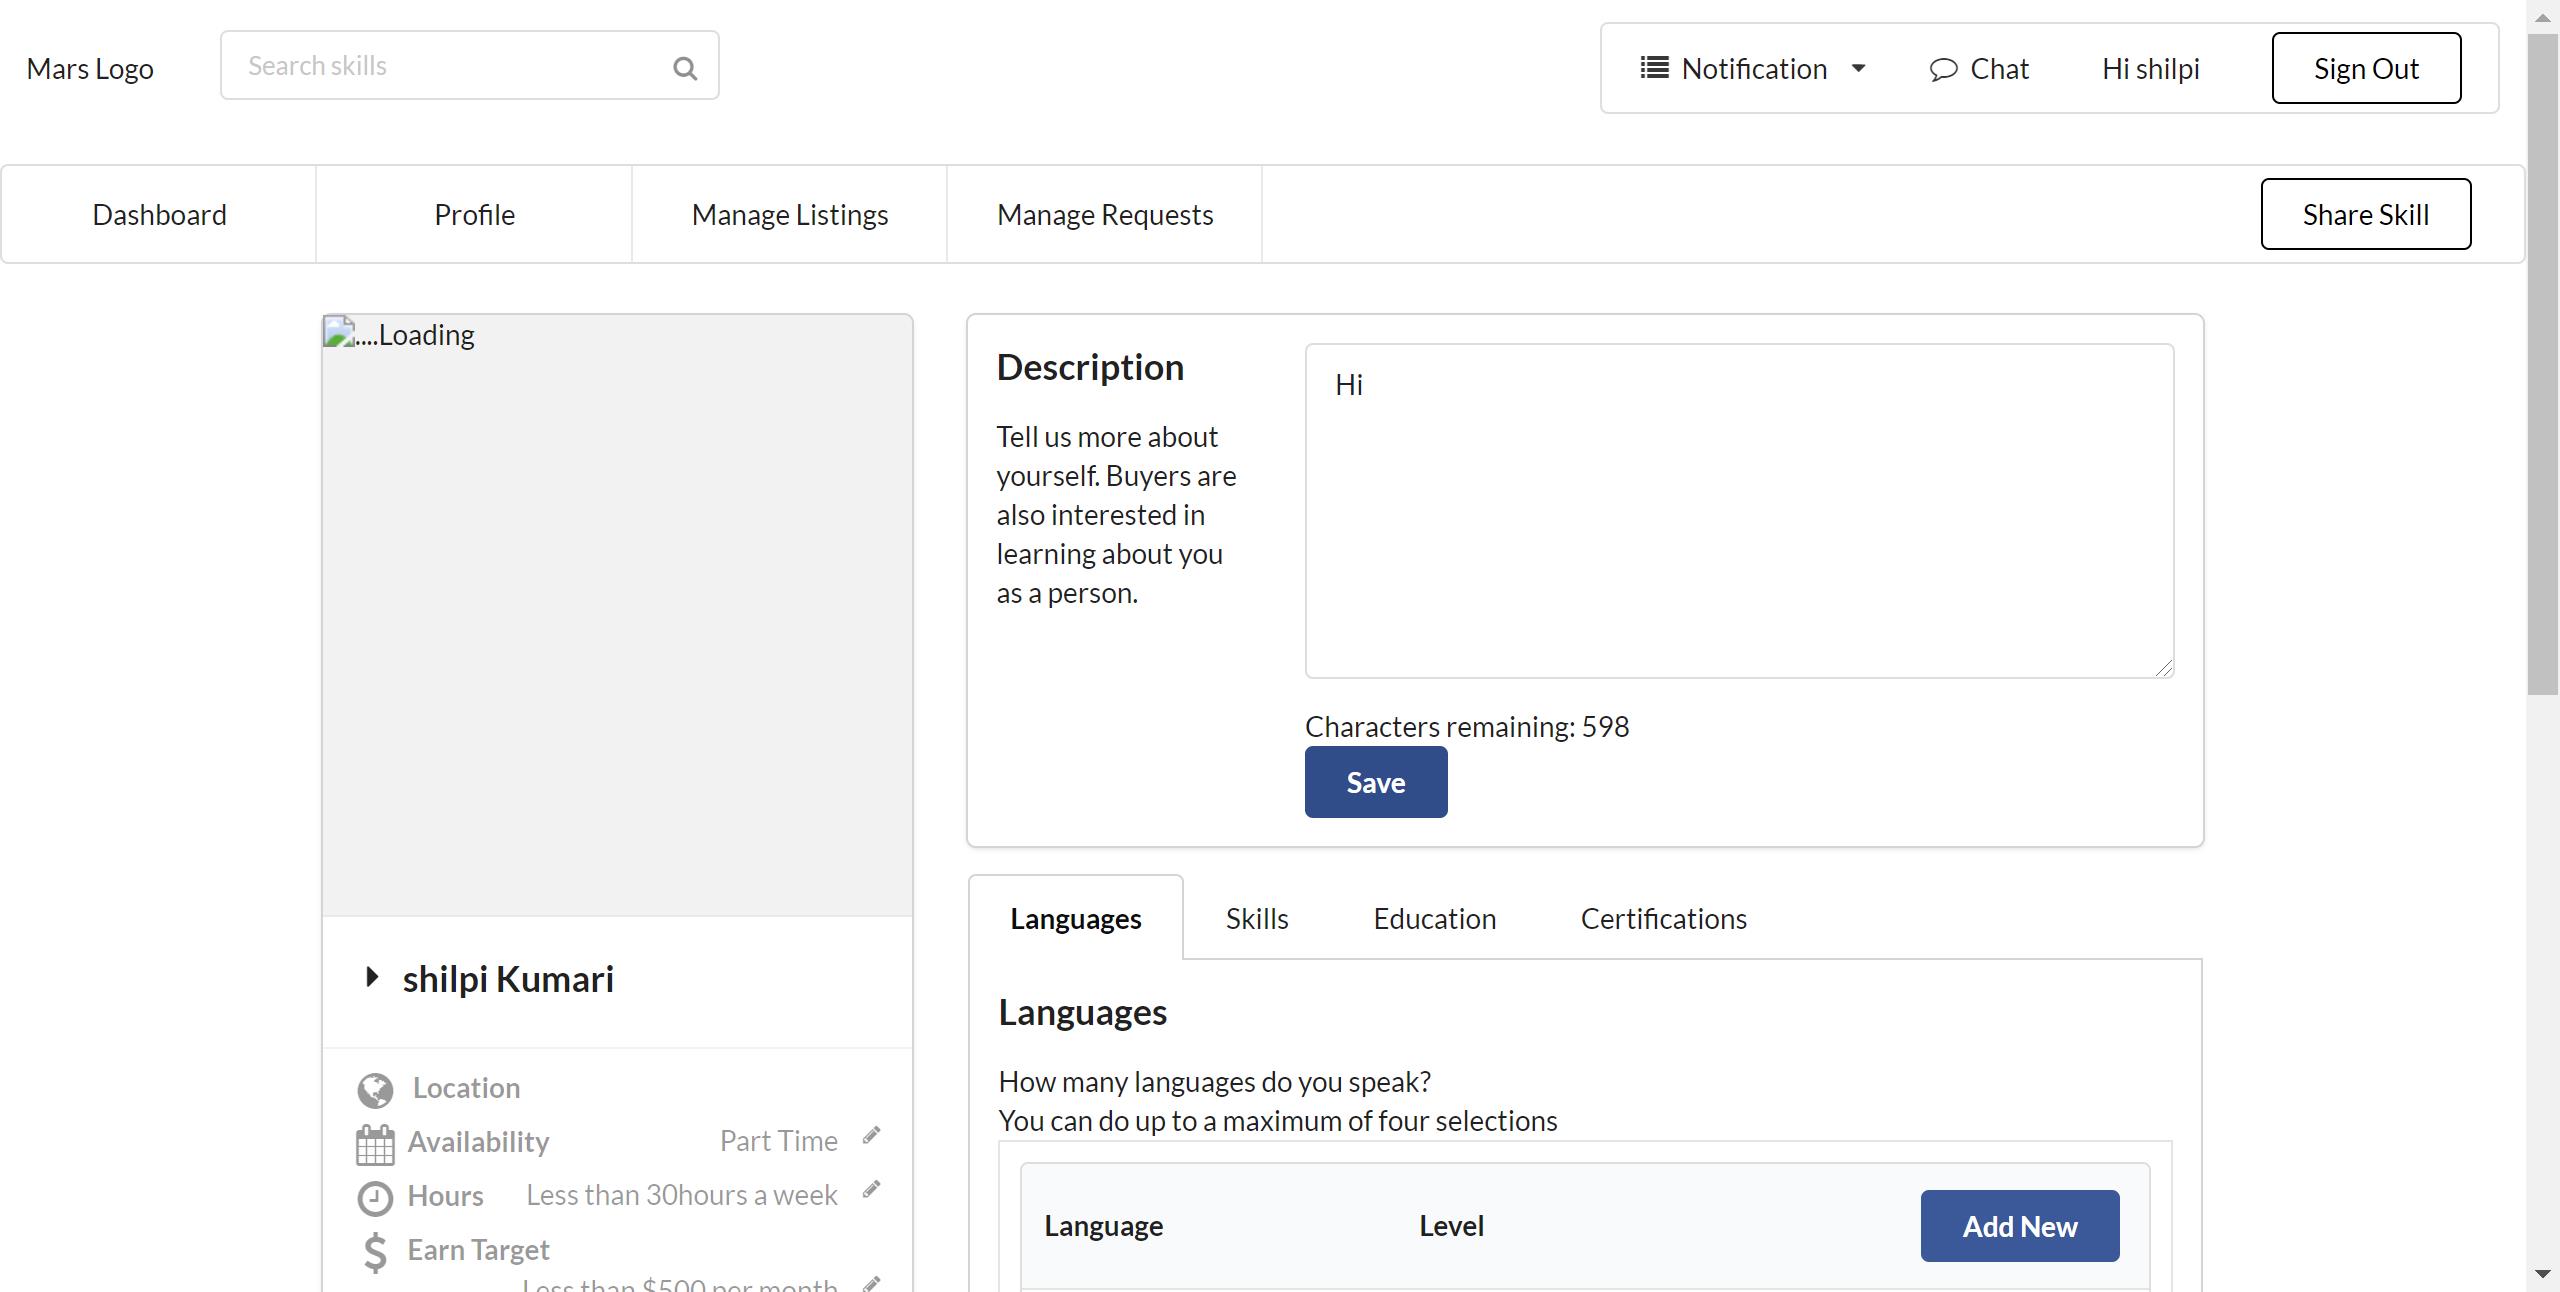 Mars Logo
Search skills
Notification
Chat
Hi shilpi
Sign Out
Dashboard
Profile
Manage Listings
Manage Requests
Share Skill
....Loading
shilpi Kumari
Location
Availability
Part Time
Hours
Less than 30hours a week
Earn Target
Less than $500 per month
Description
Tell us more about
yourself. Buyers are
also interested in
learning about you
as a person.
Hi
Characters remaining: 598
Save
Languages
Skills
Education
Certifications
Languages
How many languages do you speak?
You can do up to a maximum of four selections
Language
Level
Add New